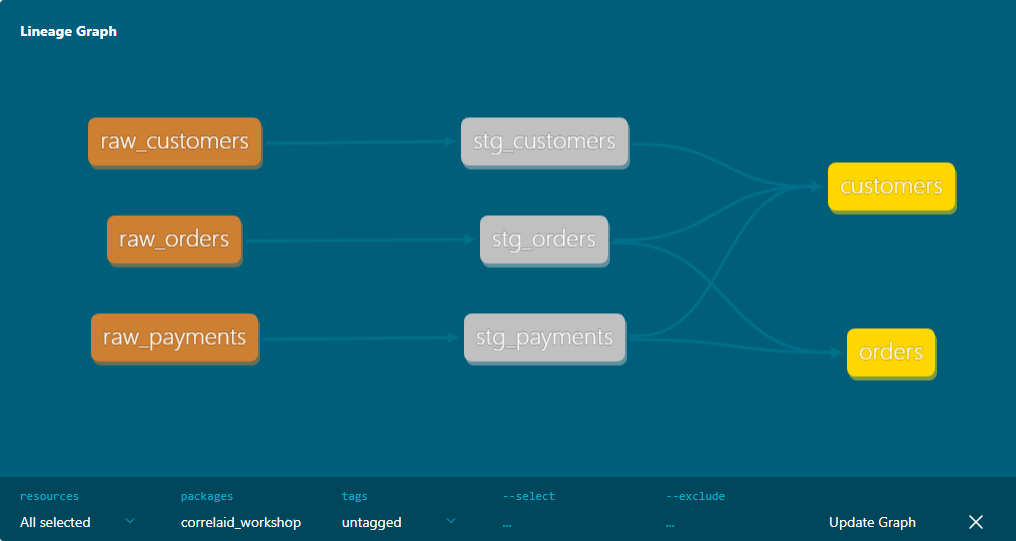 Lineage Graph
raw_customers
stg_customers
customers
raw_orders
stg_orders
raw_payments
stg_payments
orders
resources packages tags --select --exclude
All selected correlaid_workshop untagged ... ... Update Graph